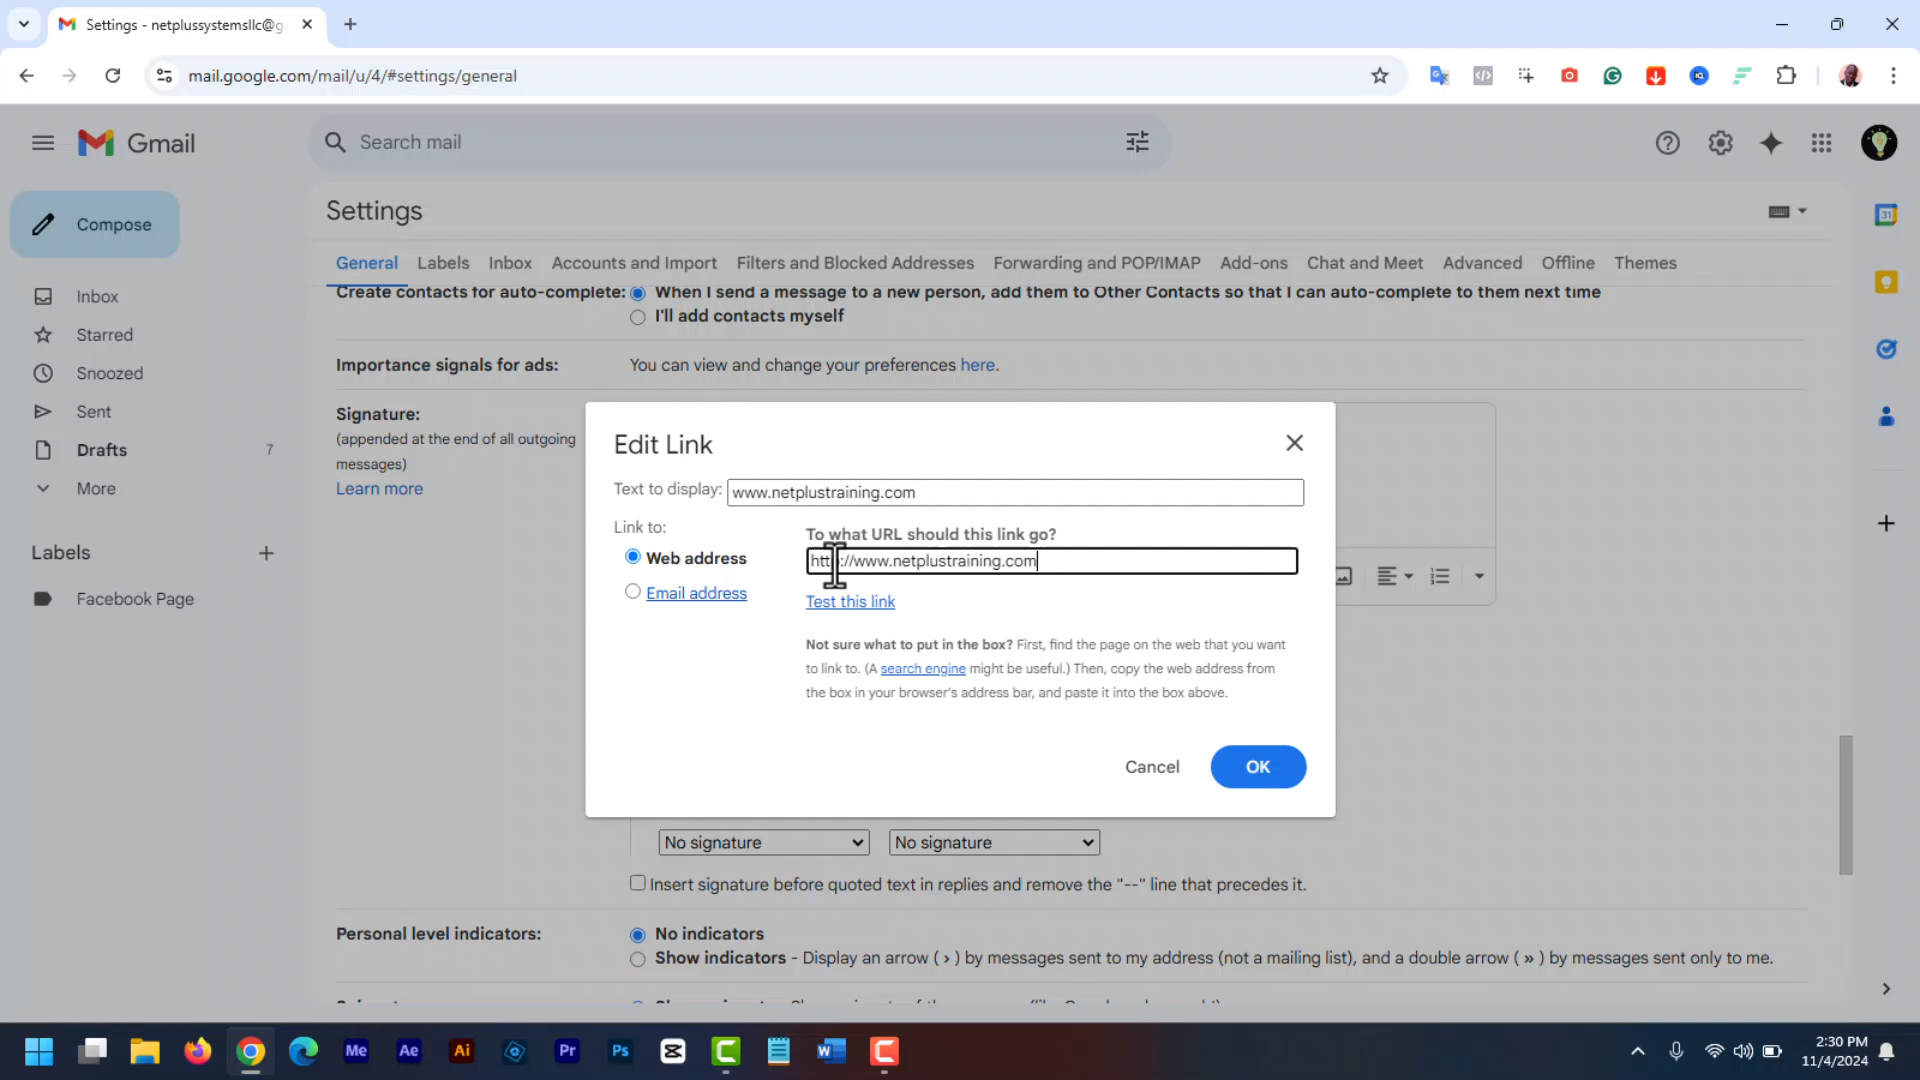 Settings - netplussystemsllc@g
mail.google.com/mail/u/4/#settings/general
Gmail
Search mail
Compose
Inbox
Starred
Snoozed
Sent
Drafts 7
More
Labels
Facebook Page
Settings
General Labels Inbox Accounts and Import Filters and Blocked Addresses Forwarding and POP/IMAP Add-ons Chat and Meet Advanced Offline Themes
Create contacts for auto-complete: When I send a message to a new person, add them to Other Contacts so that I can auto-complete to them next time
I'll add contacts myself
Importance signals for ads: You can view and change your preferences here.
Signature:
(appended at the end of all outgoing
messages)
Learn more
Edit Link
Text to display: www.netplustraining.com
Link to:
To what URL should this link go?
Web address
http://www.netplustraining.com
Email address
Test this link
Not sure what to put in the box? First, find the page on the web that you want
to link to. (A search engine might be useful.) Then, copy the web address from
the box in your browser's address bar, and paste it into the box above.
Cancel OK
No signature No signature
Insert signature before quoted text in replies and remove the "--" line that precedes it.
Personal level indicators: No indicators
Show indicators - Display an arrow ( › ) by messages sent to my address (not a mailing list), and a double arrow ( » ) by messages sent only to me.
31
Me Ae Ai Pr Ps
2:30 PM
11/4/2024